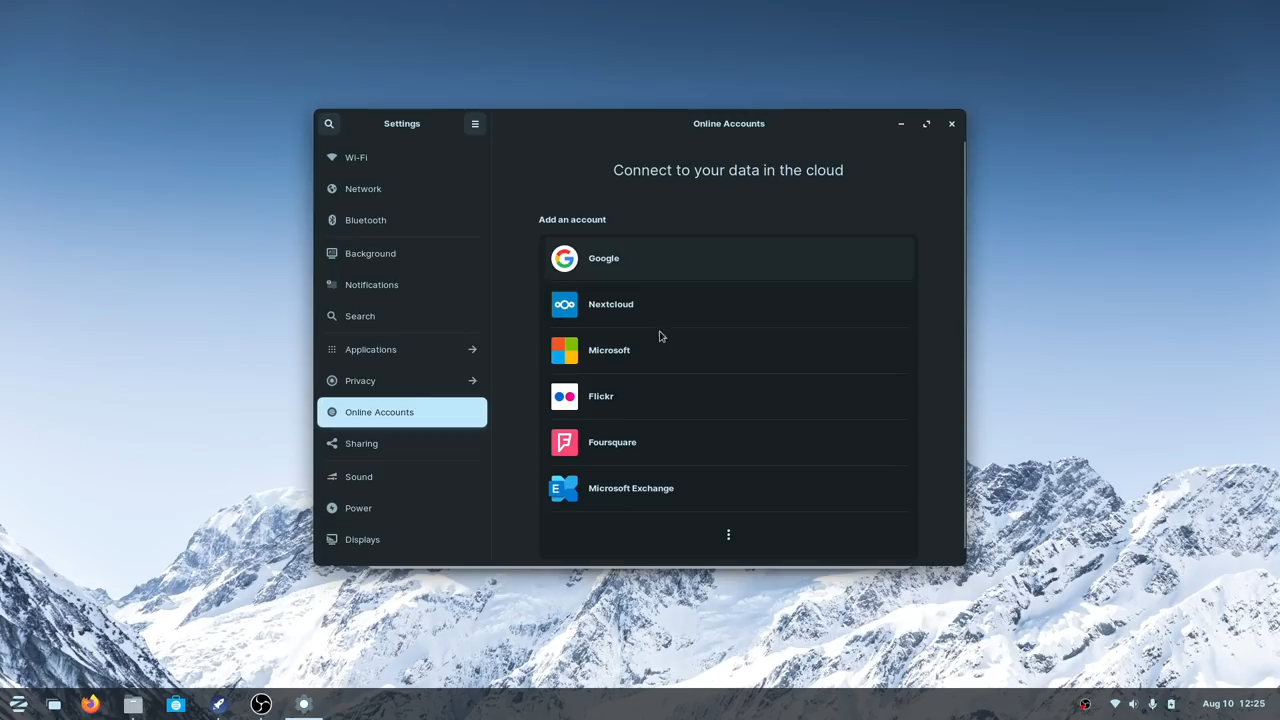 Settings
Online Accounts
Wi-Fi
Network
Bluetooth
Background
Notifications
Search
Applications
Privacy
Online Accounts
Sharing
Sound
Power
Displays
Connect to your data in the cloud
Add an account
Google
Nextcloud
Microsoft
Flickr
Foursquare
Microsoft Exchange
Aug 10 12:25